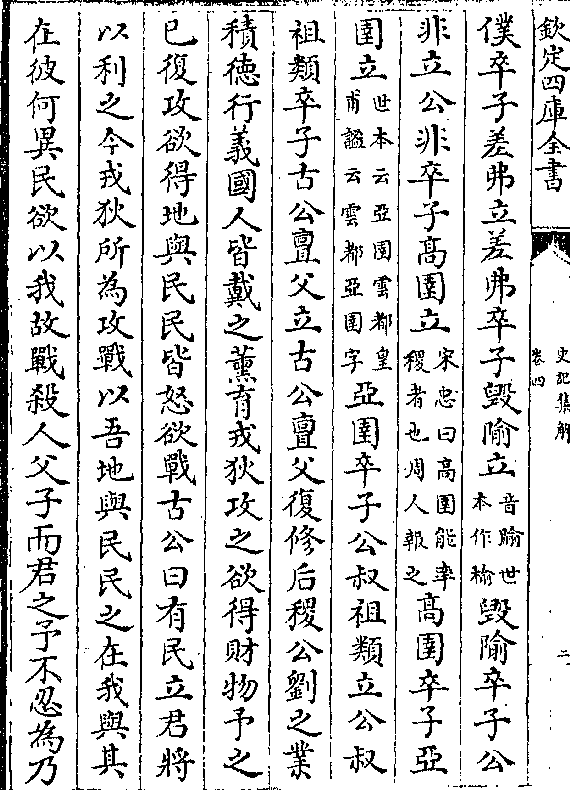 欽定四庫全書
史記集解
卷四
二
僕卒子差弗立差弗卒子毁隃立音踰世本作榆毁隃卒子公
非立公非卒子髙圉立宋忠曰高圉能率稷者也周人報之髙圉卒子亞
圉立世本云亞圉雲都皇甫謐云雲都亞圉字亞圉卒子公叔祖類立公叔
祖類卒子古公亶父立古公亶父復修后稷公劉之業
積徳行義國人皆戴之薫育戎狄攻之欲得財物予之
已復攻欲得地與民民皆怒欲戰古公曰有民立君將
以利之今戎狄所為攻戰以吾地與民民之在我與其
在彼何異民欲以我故戰殺人父子而君之予不忍為乃